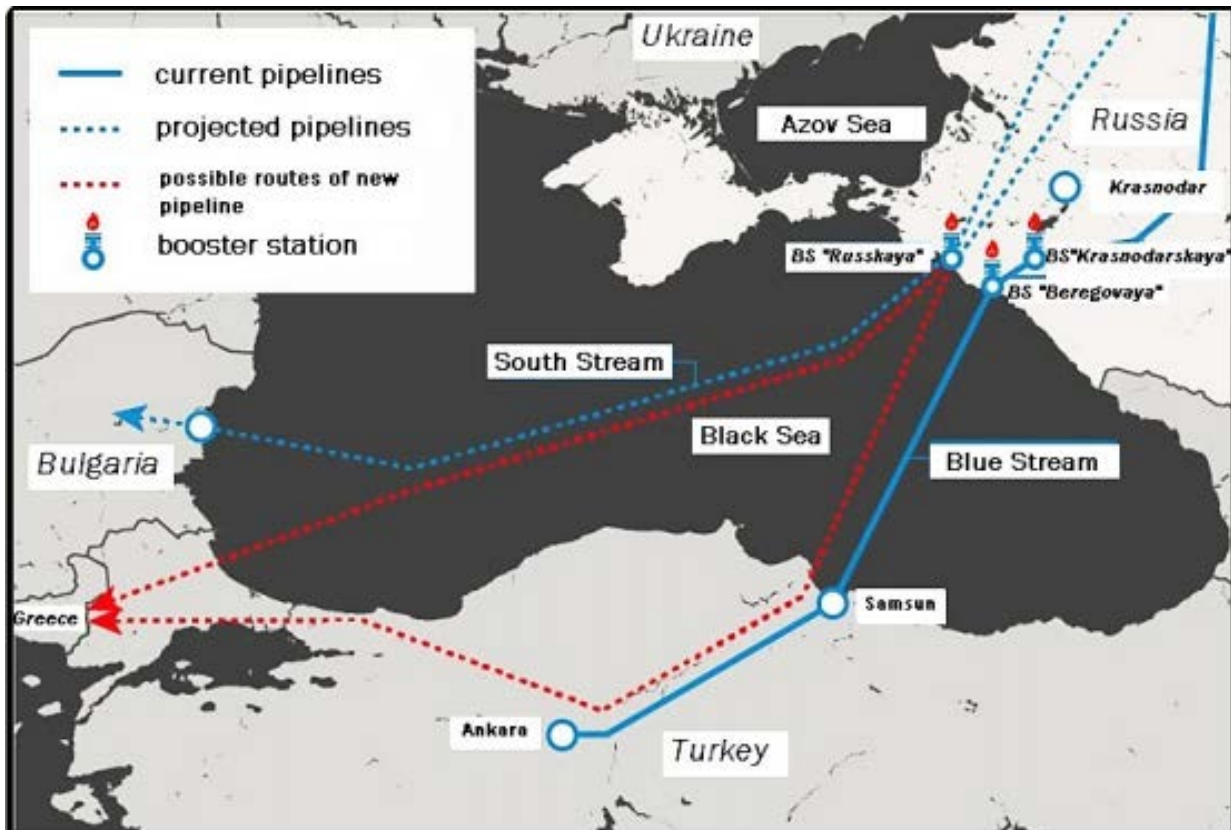 current pipelines
projected pipelines
possible routes of new
pipeline
booster station
Ukraine
Azov Sea
Russia
Krasnodar
BS "Russkaya"
BS"Krasnodarskaya"
BS "Beregovaya"
South Stream
Black Sea
Blue Stream
Bulgaria
Greece
Samsun
Ankara
Turkey